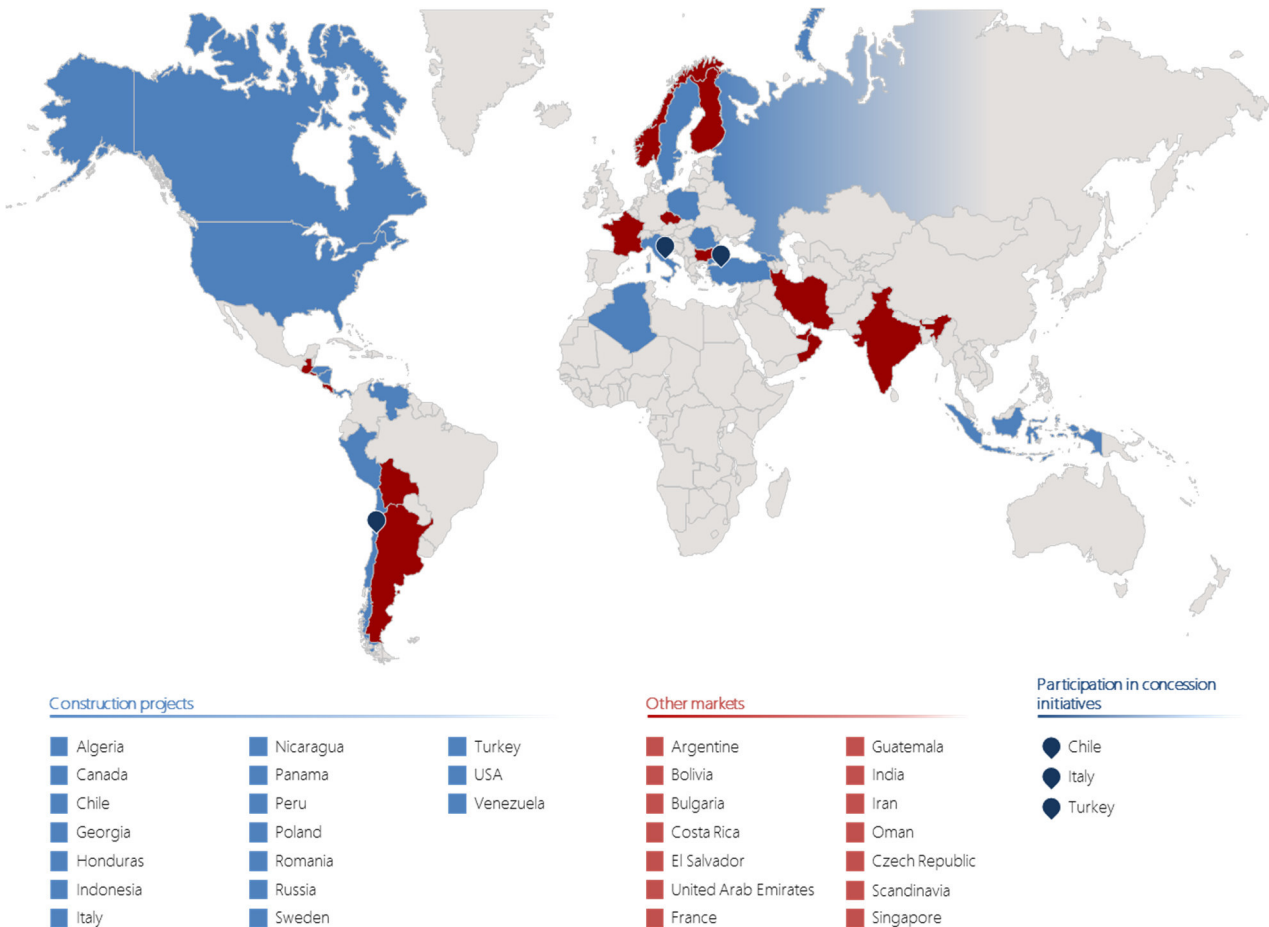 Construction projects
Algeria
Canada
Chile
Georgia
Honduras
Indonesia
Italy
Nicaragua
Panama
Peru
Poland
Romania
Russia
Sweden
Turkey
USA
Venezuela
Other markets
Argentine
Bolivia
Bulgaria
Costa Rica
El Salvador
United Arab Emirates
France
Guatemala
India
Iran
Oman
Czech Republic
Scandinavia
Singapore
Participation in concession
initiatives
Chile
Italy
Turkey